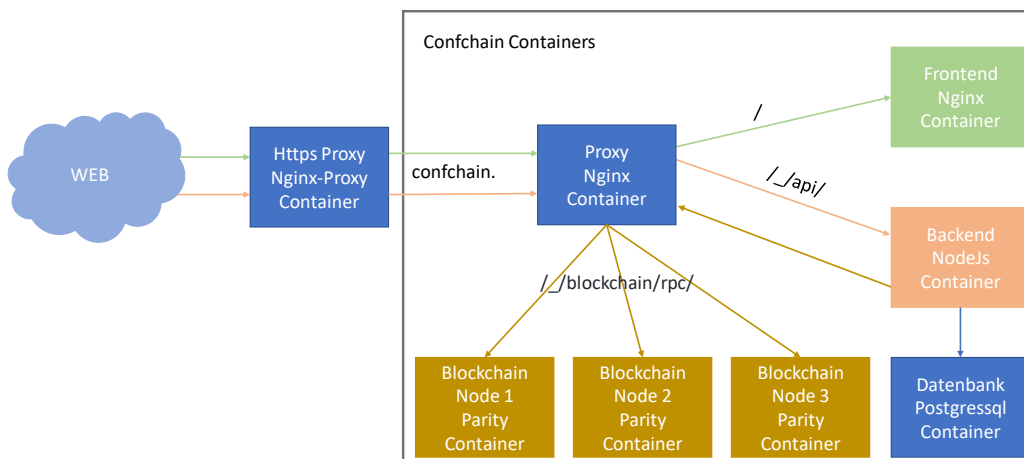 Confchain Containers
Frontend
Nginx
Container
/
WEB
Https Proxy
Nginx-Proxy
Container
confchain.
Proxy
Nginx
Container
/_/api/
Backend
NodeJs
Container
/_/blockchain/rpc/
Blockchain
Node 1
Parity
Container
Blockchain
Node 2
Parity
Container
Blockchain
Node 3
Parity
Container
Datenbank
Postgressql
Container